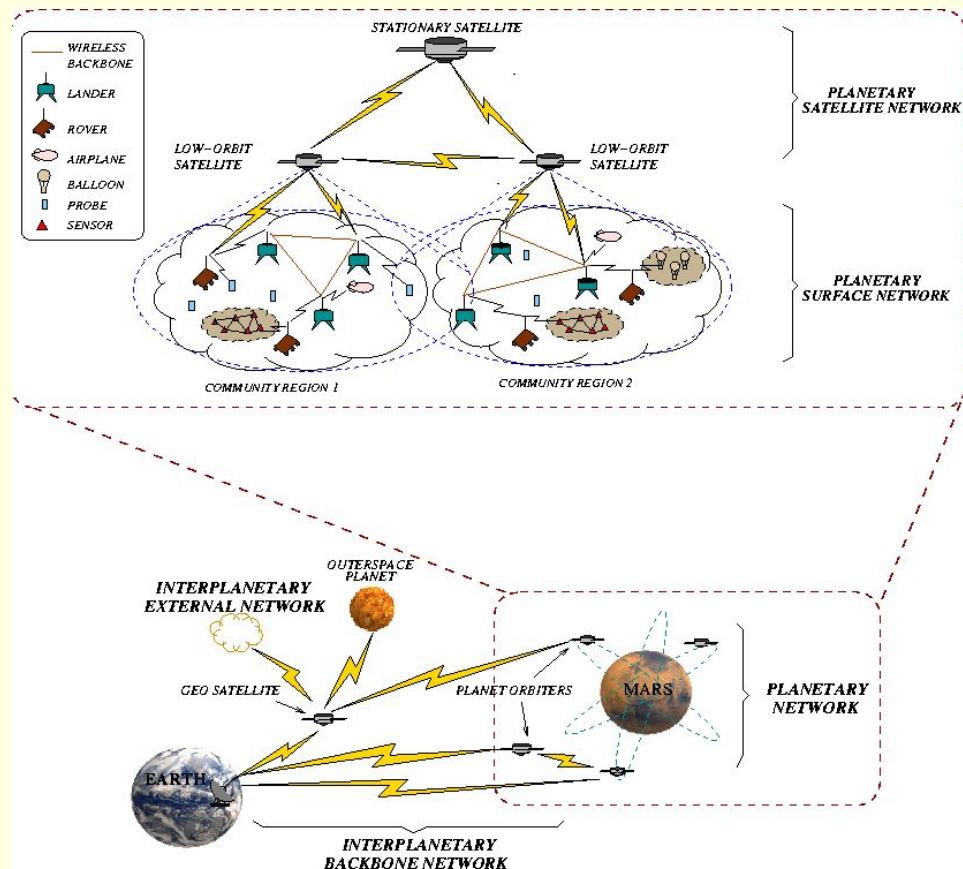 STATIONARY SATELLITE
WIRELESS
BACKBONE
LANDER
ROVER
AIRPLANE
BALLOON
PROBE
SENSOR
LOW-ORBIT
SATELLITE
LOW-ORBIT
SATELLITE
PLANETARY
SATELLITE NETWORK
PLANETARY
SURFACE NETWORK
COMMUNITY REGION 1
COMMUNITY REGION 2
INTERPLANETARY
EXTERNAL NETWORK
OUTERSPACE
PLANET
GEO SATELLITE
PLANET ORBITERS
MARS
PLANETARY
NETWORK
EARTH
INTERPLANETARY
BACKBONE NETWORK